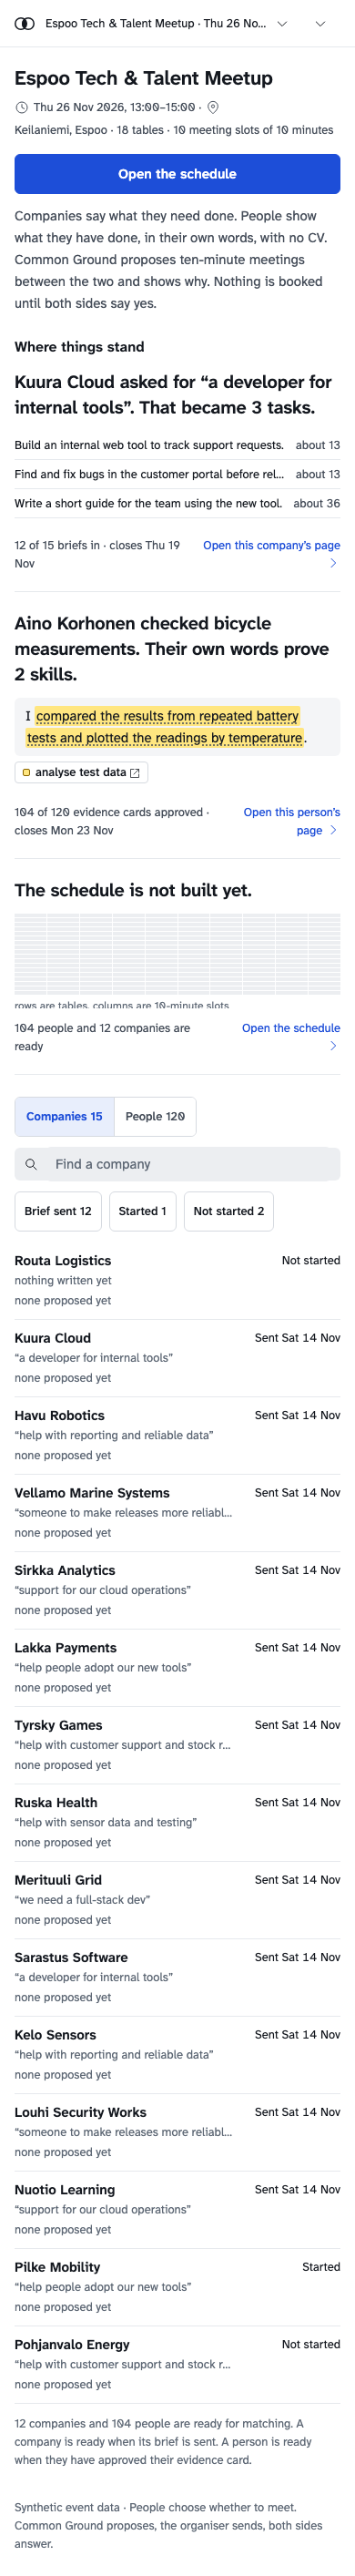 Espoo Tech & Talent Meetup · Thu 26 No...
Espoo Tech & Talent Meetup
Thu 26 Nov 2026, 13:00–15:00 ·
Keilaniemi, Espoo · 18 tables · 10 meeting slots of 10 minutes
Open the schedule
Companies say what they need done. People show
what they have done, in their own words, with no CV.
Common Ground proposes ten-minute meetings
between the two and shows why. Nothing is booked
until both sides say yes.
Where things stand
Kuura Cloud asked for “a developer for
internal tools”. That became 3 tasks.
Build an internal web tool to track support requests. about 13
Find and fix bugs in the customer portal before rel... about 13
Write a short guide for the team using the new tool. about 36
12 of 15 briefs in · closes Thu 19
Nov
Open this company’s page
Aino Korhonen checked bicycle
measurements. Their own words prove
2 skills.
I compared the results from repeated battery
tests and plotted the readings by temperature.
analyse test data
104 of 120 evidence cards approved ·
closes Mon 23 Nov
Open this person’s
page
The schedule is not built yet.
rows are tables, columns are 10-minute slots
104 people and 12 companies are
ready
Open the schedule
Companies 15 People 120
Find a company
Brief sent 12 Started 1 Not started 2
Routa Logistics Not started
nothing written yet
none proposed yet
Kuura Cloud Sent Sat 14 Nov
“a developer for internal tools”
none proposed yet
Havu Robotics Sent Sat 14 Nov
“help with reporting and reliable data”
none proposed yet
Vellamo Marine Systems Sent Sat 14 Nov
“someone to make releases more reliabl...
none proposed yet
Sirkka Analytics Sent Sat 14 Nov
“support for our cloud operations”
none proposed yet
Lakka Payments Sent Sat 14 Nov
“help people adopt our new tools”
none proposed yet
Tyrsky Games Sent Sat 14 Nov
“help with customer support and stock r...
none proposed yet
Ruska Health Sent Sat 14 Nov
“help with sensor data and testing”
none proposed yet
Merituuli Grid Sent Sat 14 Nov
“we need a full-stack dev”
none proposed yet
Sarastus Software Sent Sat 14 Nov
“a developer for internal tools”
none proposed yet
Kelo Sensors Sent Sat 14 Nov
“help with reporting and reliable data”
none proposed yet
Louhi Security Works Sent Sat 14 Nov
“someone to make releases more reliabl...
none proposed yet
Nuotio Learning Sent Sat 14 Nov
“support for our cloud operations”
none proposed yet
Pilke Mobility Started
“help people adopt our new tools”
none proposed yet
Pohjanvalo Energy Not started
“help with customer support and stock r...
none proposed yet
12 companies and 104 people are ready for matching. A
company is ready when its brief is sent. A person is ready
when they have approved their evidence card.
Synthetic event data · People choose whether to meet.
Common Ground proposes, the organiser sends, both sides
answer.